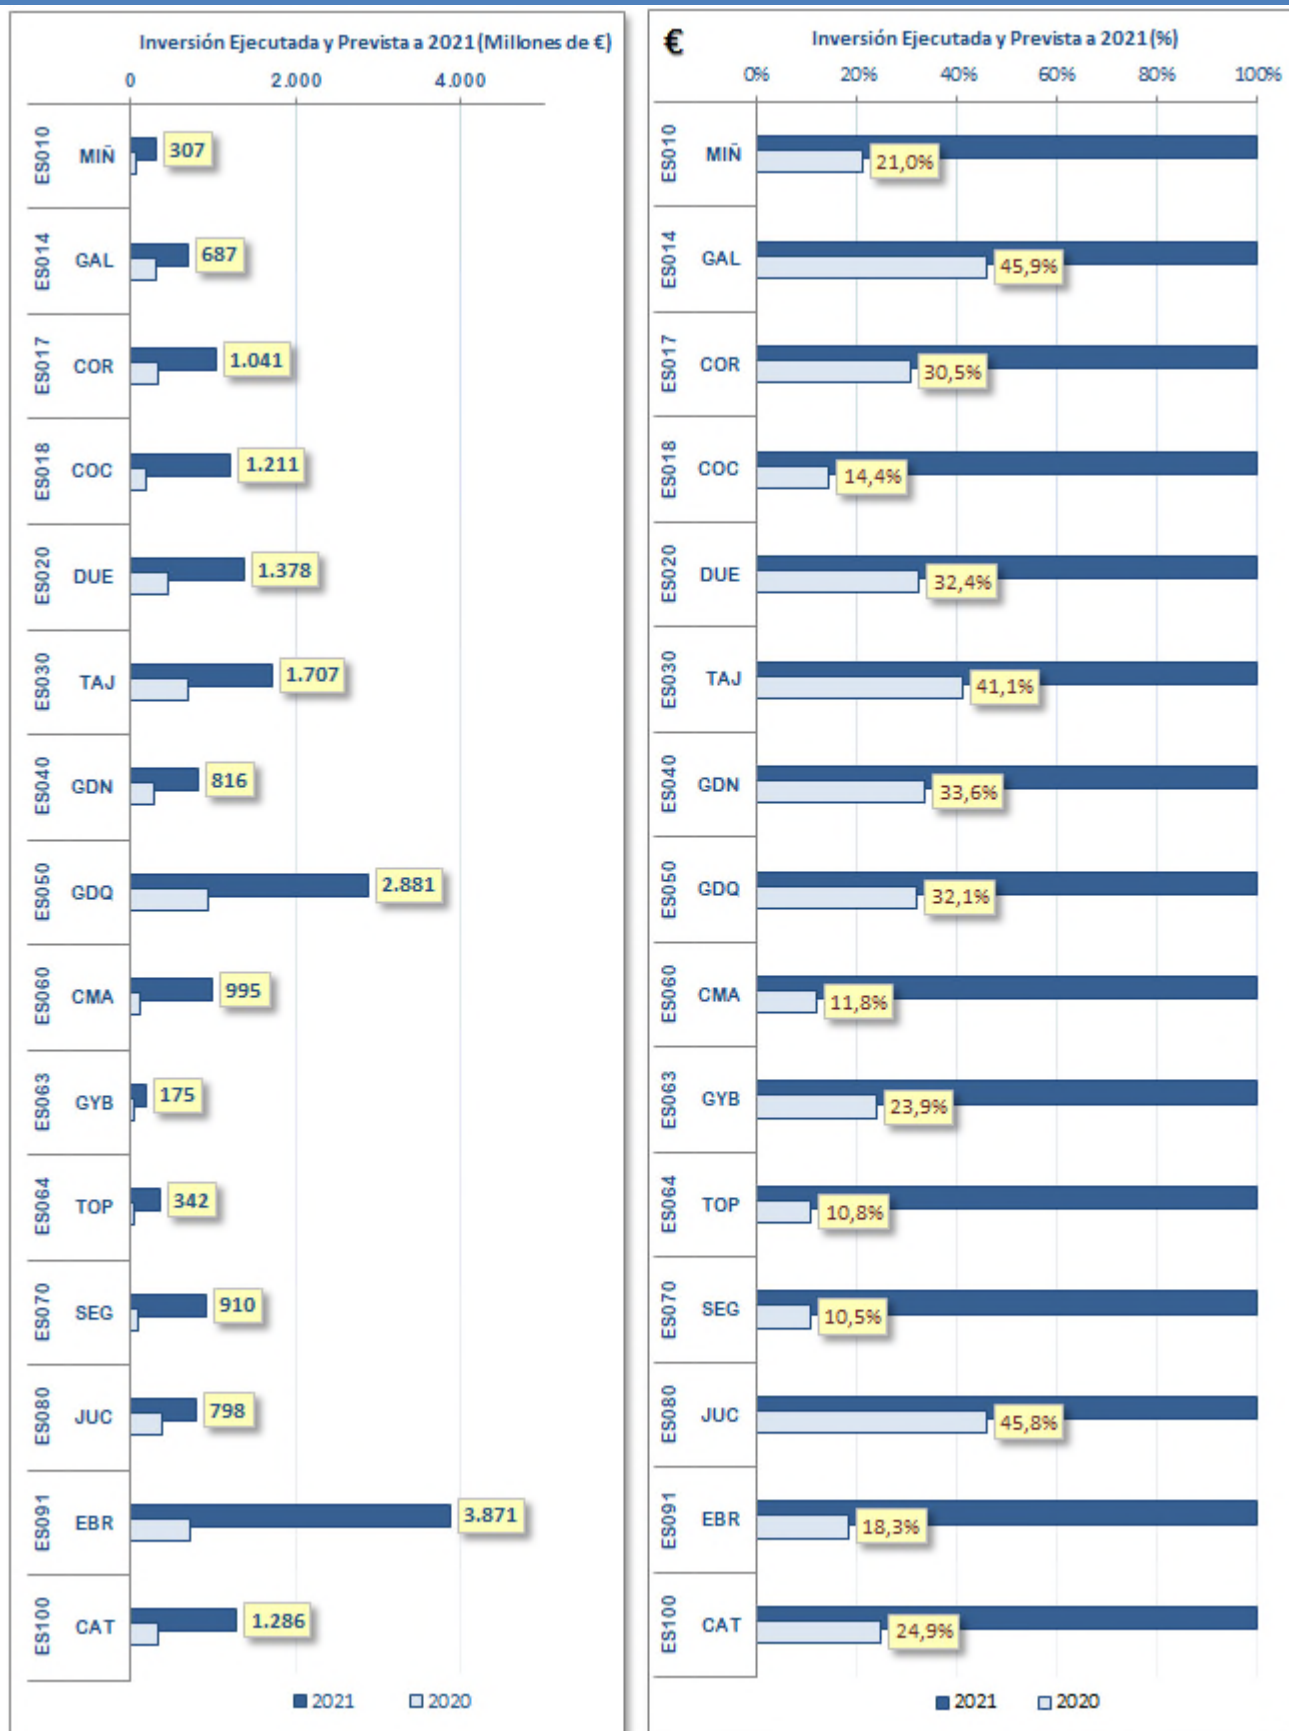 Inversión Ejecutada y Prevista a 2021 (Millones de €)
0 2.000 4.000
ES010 MIÑ 307
ES014 GAL 687
ES017 COR 1.041
ES018 COC 1.211
ES020 DUE 1.378
ES030 TAJ 1.707
ES040 GDN 816
ES050 GDQ 2.881
ES060 CMA 995
ES063 GYB 175
ES064 TOP 342
ES070 SEG 910
ES080 JUC 798
ES091 EBR 3.871
ES100 CAT 1.286
2021 2020
€ Inversión Ejecutada y Prevista a 2021 (%)
0% 20% 40% 60% 80% 100%
ES010 MIÑ 21,0%
ES014 GAL 45,9%
ES017 COR 30,5%
ES018 COC 14,4%
ES020 DUE 32,4%
ES030 TAJ 41,1%
ES040 GDN 33,6%
ES050 GDQ 32,1%
ES060 CMA 11,8%
ES063 GYB 23,9%
ES064 TOP 10,8%
ES070 SEG 10,5%
ES080 JUC 45,8%
ES091 EBR 18,3%
ES100 CAT 24,9%
2021 2020